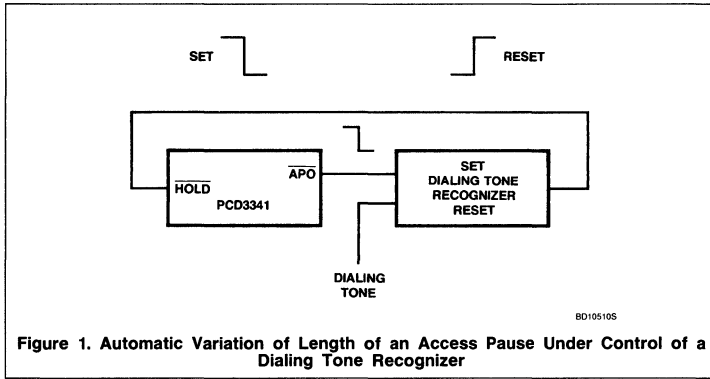 SET
RESET
HOLD
APO
PCD3341
SET
DIALING TONE
RECOGNIZER
RESET
DIALING
TONE
BD10510S
Figure 1. Automatic Variation of Length of an Access Pause Under Control of a
Dialing Tone Recognizer